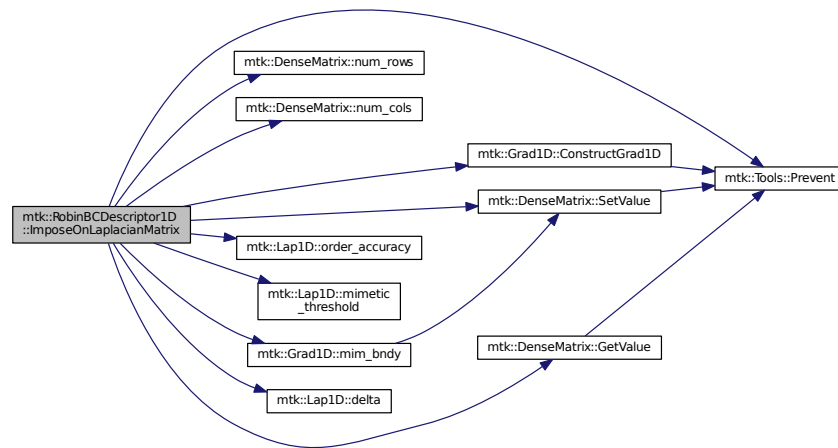 mtk::DenseMatrix::num_rows
mtk::DenseMatrix::num_cols
mtk::Grad1D::ConstructGrad1D
mtk::Tools::Prevent
mtk::DenseMatrix::SetValue
mtk::RobinBCDescriptor1D
::ImposeOnLaplacianMatrix
mtk::Lap1D::order_accuracy
mtk::Lap1D::mimetic
_threshold
mtk::Grad1D::mim_bndy
mtk::DenseMatrix::GetValue
mtk::Lap1D::delta